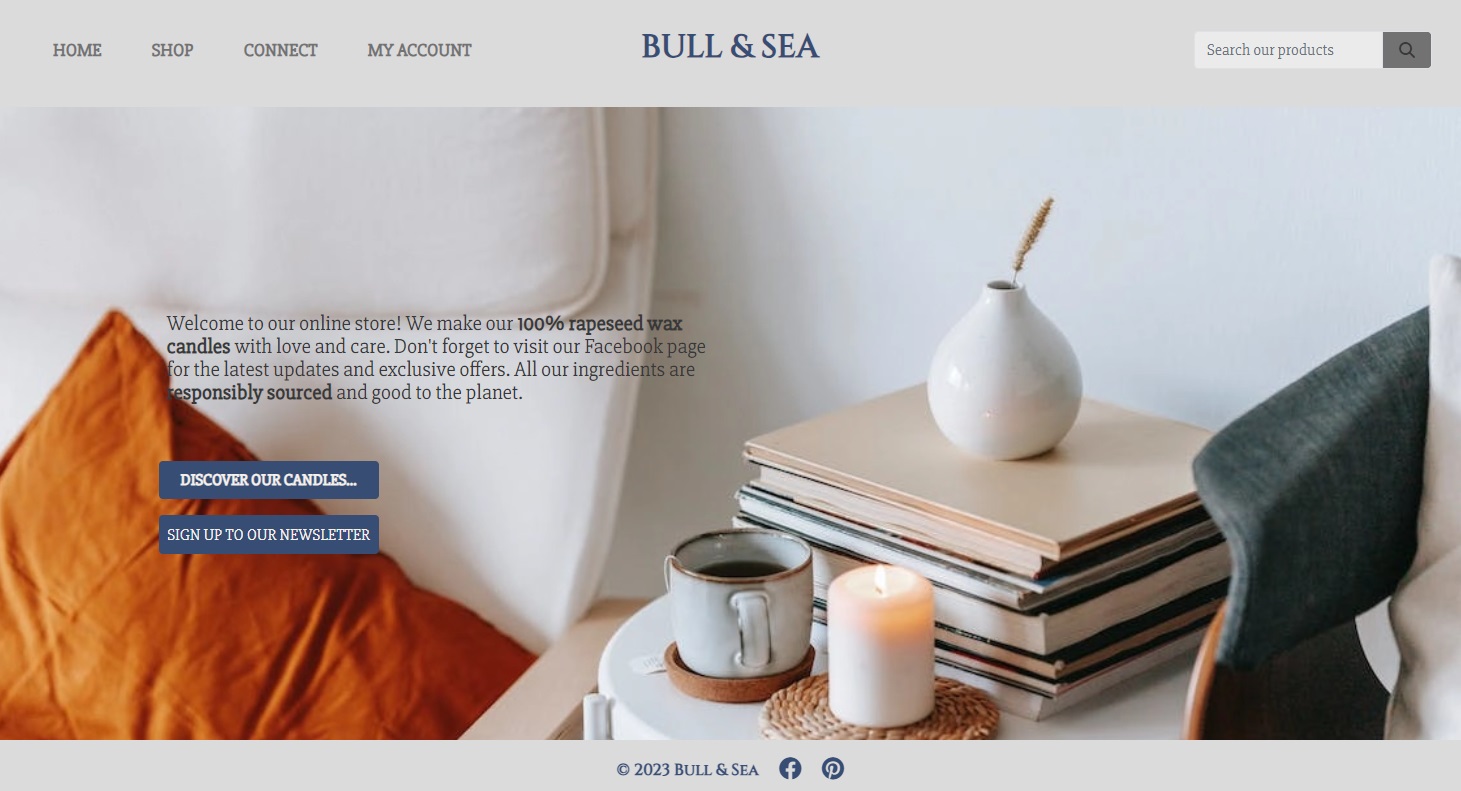 HOME SHOP CONNECT MY ACCOUNT BULL & SEA Search our products
Welcome to our online store! We make our 100% rapeseed wax
candles with love and care. Don't forget to visit our Facebook page
for the latest updates and exclusive offers. All our ingredients are
responsibly sourced and good to the planet.
DISCOVER OUR CANDLES...
SIGN UP TO OUR NEWSLETTER
© 2023 BULL & SEA